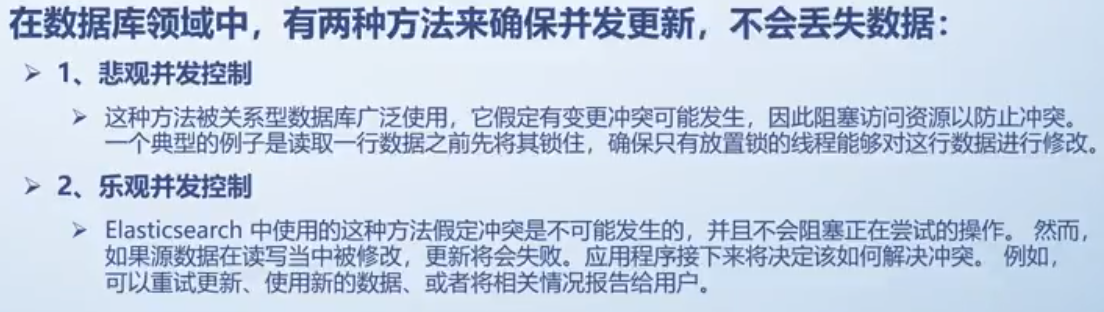 在数据库领域中，有两种方法来确保并发更新，不会丢失数据：
➢ 1、悲观并发控制
➢ 这种方法被关系型数据库广泛使用，它假定有变更冲突可能发生，因此阻塞访问资源以防止冲突。
一个典型的例子是读取一行数据之前先将其锁住，确保只有放置锁的线程能够对这行数据进行修改。
➢ 2、乐观并发控制
➢ Elasticsearch 中使用的这种方法假定冲突是不可能发生的，并且不会阻塞正在尝试的操作。 然而，
如果源数据在读写当中被修改，更新将会失败。应用程序接下来将决定该如何解决冲突。 例如，
可以重试更新、使用新的数据、或者将相关情况报告给用户。